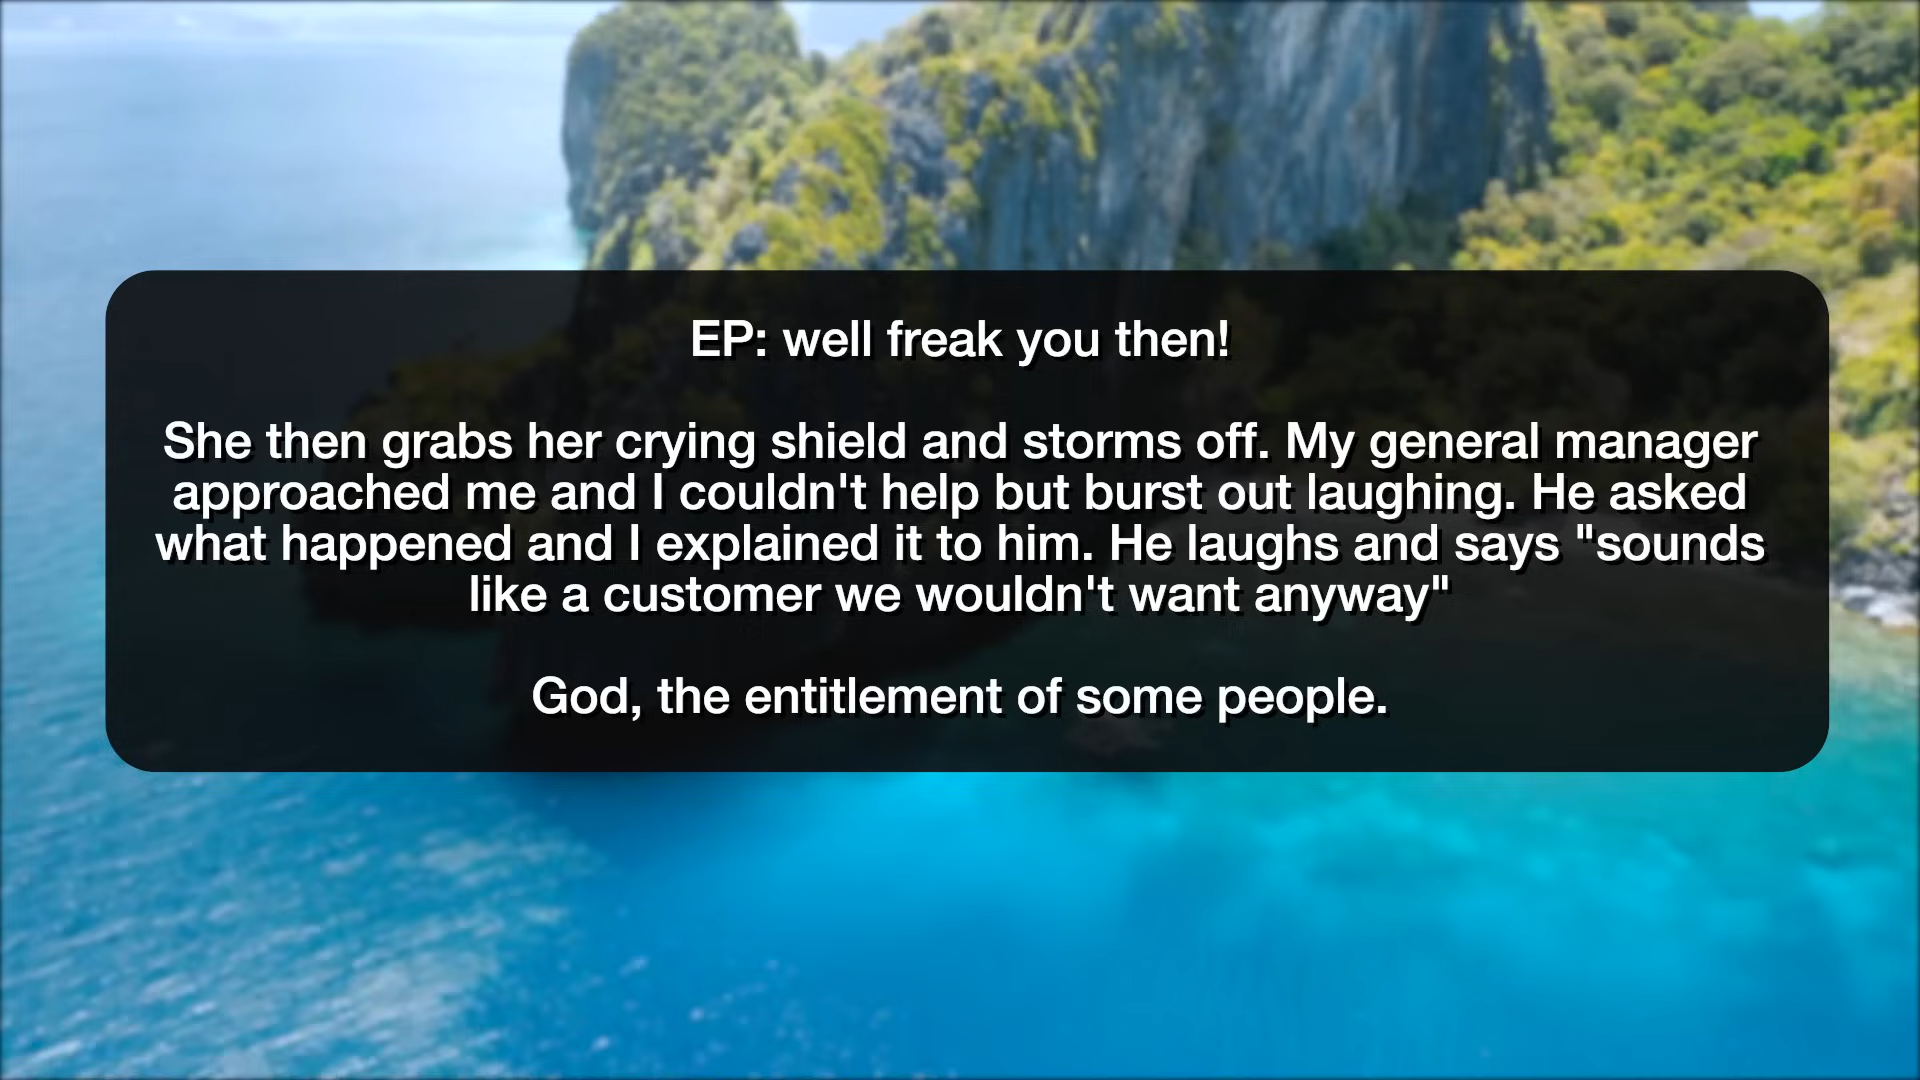 EP: well freak you then!
She then grabs her crying shield and storms off. My general manager
approached me and I couldn't help but burst out laughing. He asked
what happened and I explained it to him. He laughs and says "sounds
like a customer we wouldn't want anyway"
God, the entitlement of some people.